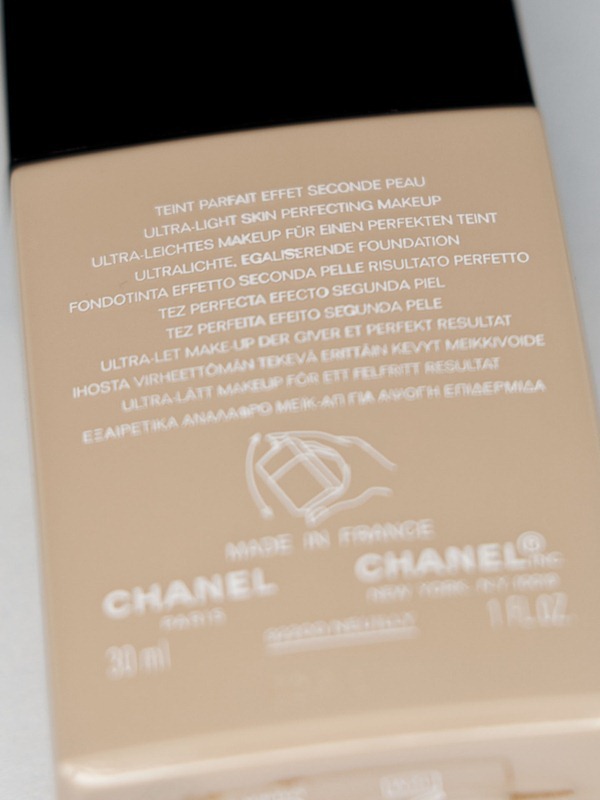 TEINT PARFAIT EFFET SECONDE PEAU
ULTRA-LIGHT SKIN PERFECTING MAKEUP
ULTRA-LEICHTES MAKEUP FÜR EINEN PERFEKTEN TEINT
ULTRALICHTE, EGALISERENDE FOUNDATION
FONDOTINTA EFFETTO SECONDA PELLE RISULTATO PERFETTO
TEZ PERFECTA EFECTO SEGUNDA PIEL
TEZ PERFEITA EFEITO SEGUNDA PELE
ULTRA-LET MAKE-UP DER GIVER ET PERFEKT RESULTAT
IHOSTA VIRHEETTÖMÄN TEKEVÄ ERITTÄIN KEVYT MEIKKIVOIDE
ULTRA-LÄTT MAKEUP FÖR ETT FELFRITT RESULTAT
ΕΞΑΙΡΕΤΙΚΑ ΑΝΑΛΑΦΡΟ ΜΕΪΚ-ΑΠ ΓΙΑ ΑΨΟΓΗ ΕΠΙΔΕΡΜΙΔΑ
MADE IN FRANCE
CHANEL CHANEL® INC
PARIS NEW YORK, N.Y.
30 ml 1 FL.OZ.